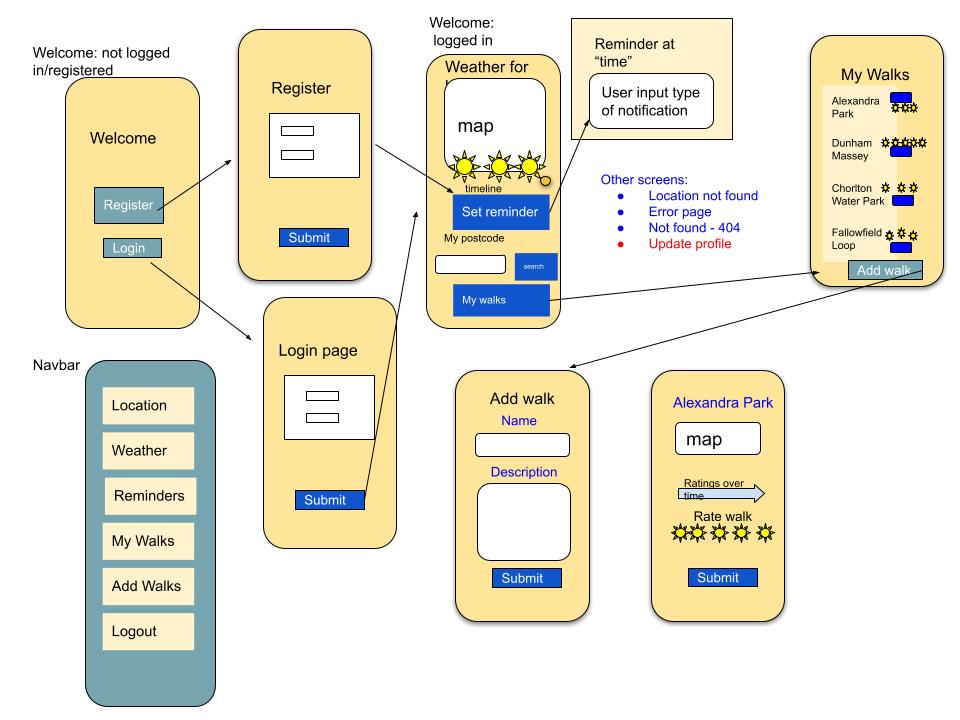 Welcome: not logged
in/registered
Welcome
Register
Login
Register
Submit
Login page
Submit
Welcome:
logged in
Weather for
map
timeline
Set reminder
My postcode
search
My walks
Reminder at
“time”
User input type
of notification
Other screens:
● Location not found
● Error page
● Not found - 404
● Update profile
My Walks
Alexandra
Park
Dunham
Massey
Chorlton
Water Park
Fallowfield
Loop
Add walk
Navbar
Location
Weather
Reminders
My Walks
Add Walks
Logout
Add walk
Name
Description
Submit
Alexandra Park
map
Ratings over
time
Rate walk
Submit